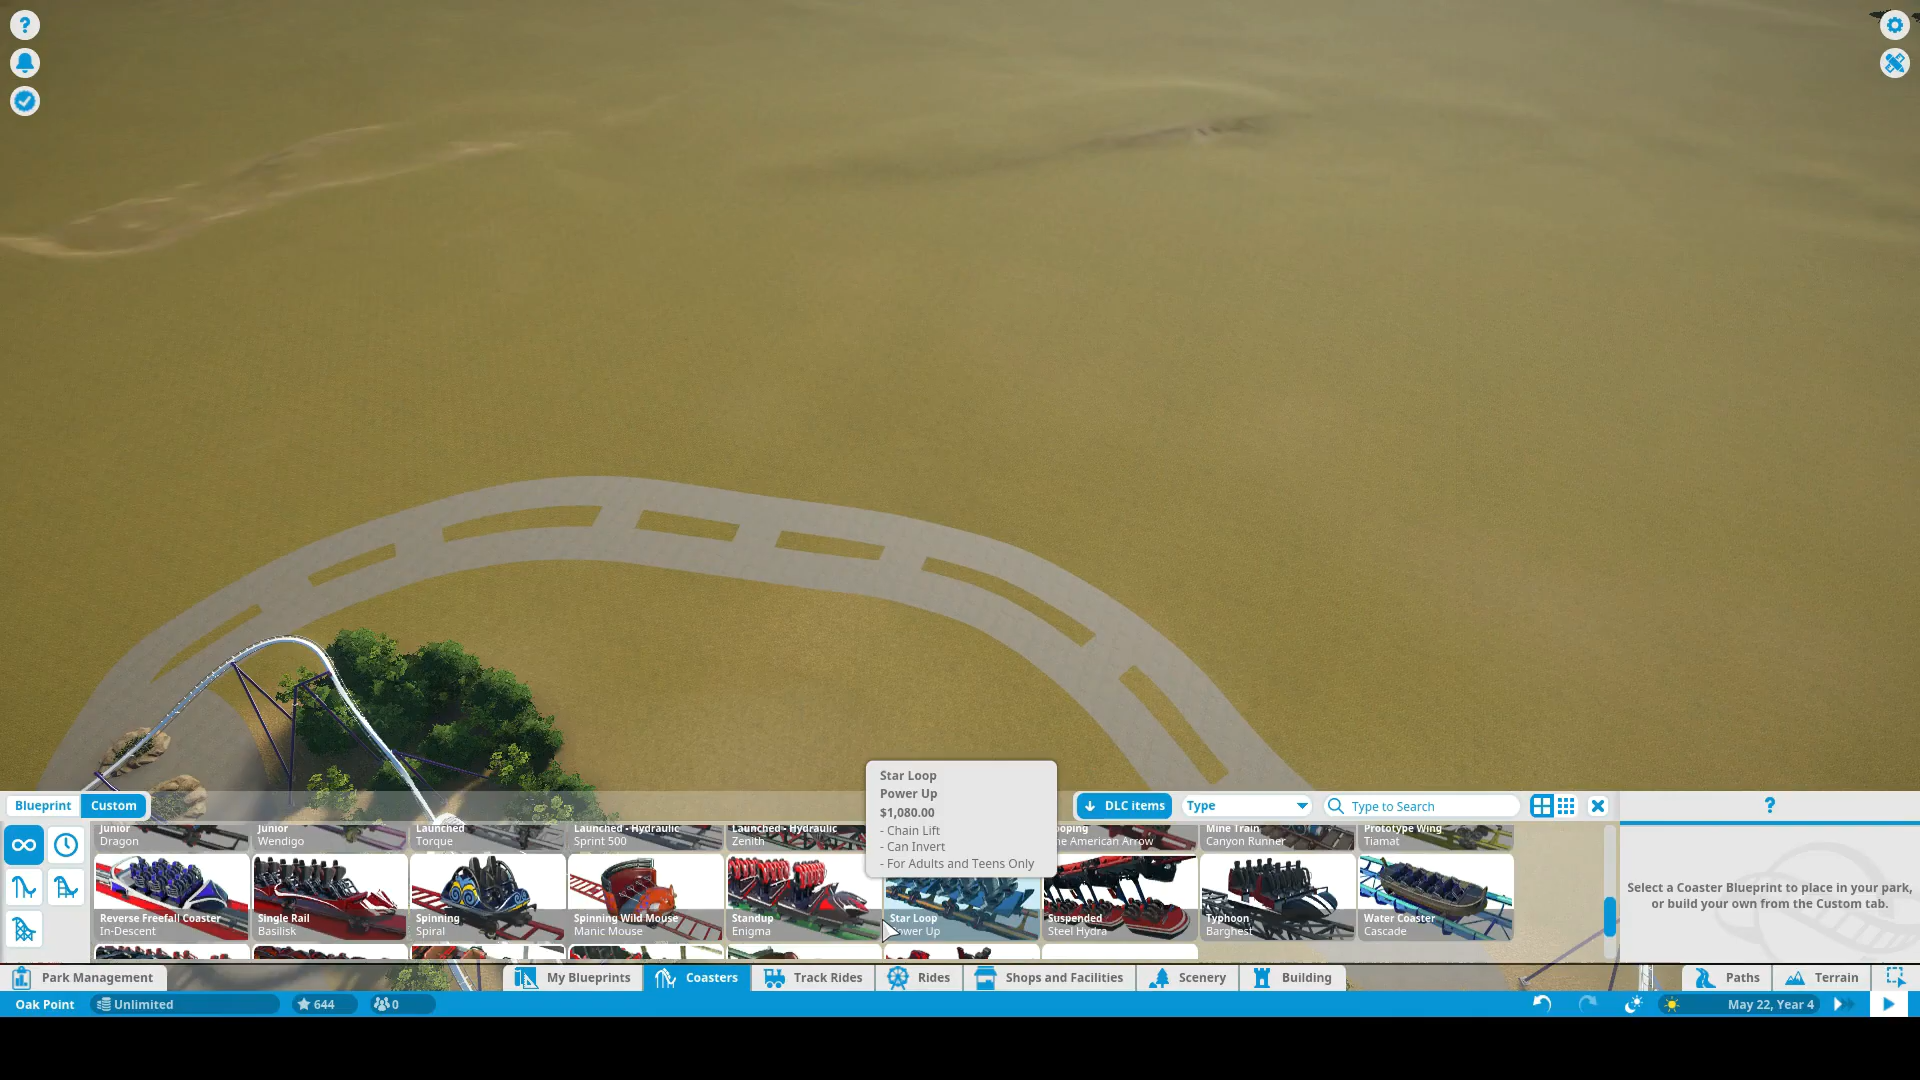 ?
Star Loop
Power Up
$1,080.00
- Chain Lift
- Can Invert
- For Adults and Teens Only
Blueprint Custom
DLC items Type Type to Search
?
Junior
Dragon
Junior
Wendigo
Launched
Torque
Launched - Hydraulic
Sprint 500
Launched - Hydraulic
Zenith
American Arrow
Mine Train
Canyon Runner
Prototype Wing
Tiamat
Reverse Freefall Coaster
In-Descent
Single Rail
Basilisk
Spinning
Spiral
Spinning Wild Mouse
Manic Mouse
Standup
Enigma
Star Loop
Power Up
Suspended
Steel Hydra
Typhoon
Barghest
Water Coaster
Cascade
Select a Coaster Blueprint to place in your park,
or build your own from the Custom tab.
Park Management My Blueprints Coasters Track Rides Rides Shops and Facilities Scenery Building Paths Terrain
Oak Point Unlimited 644 0 May 22, Year 4